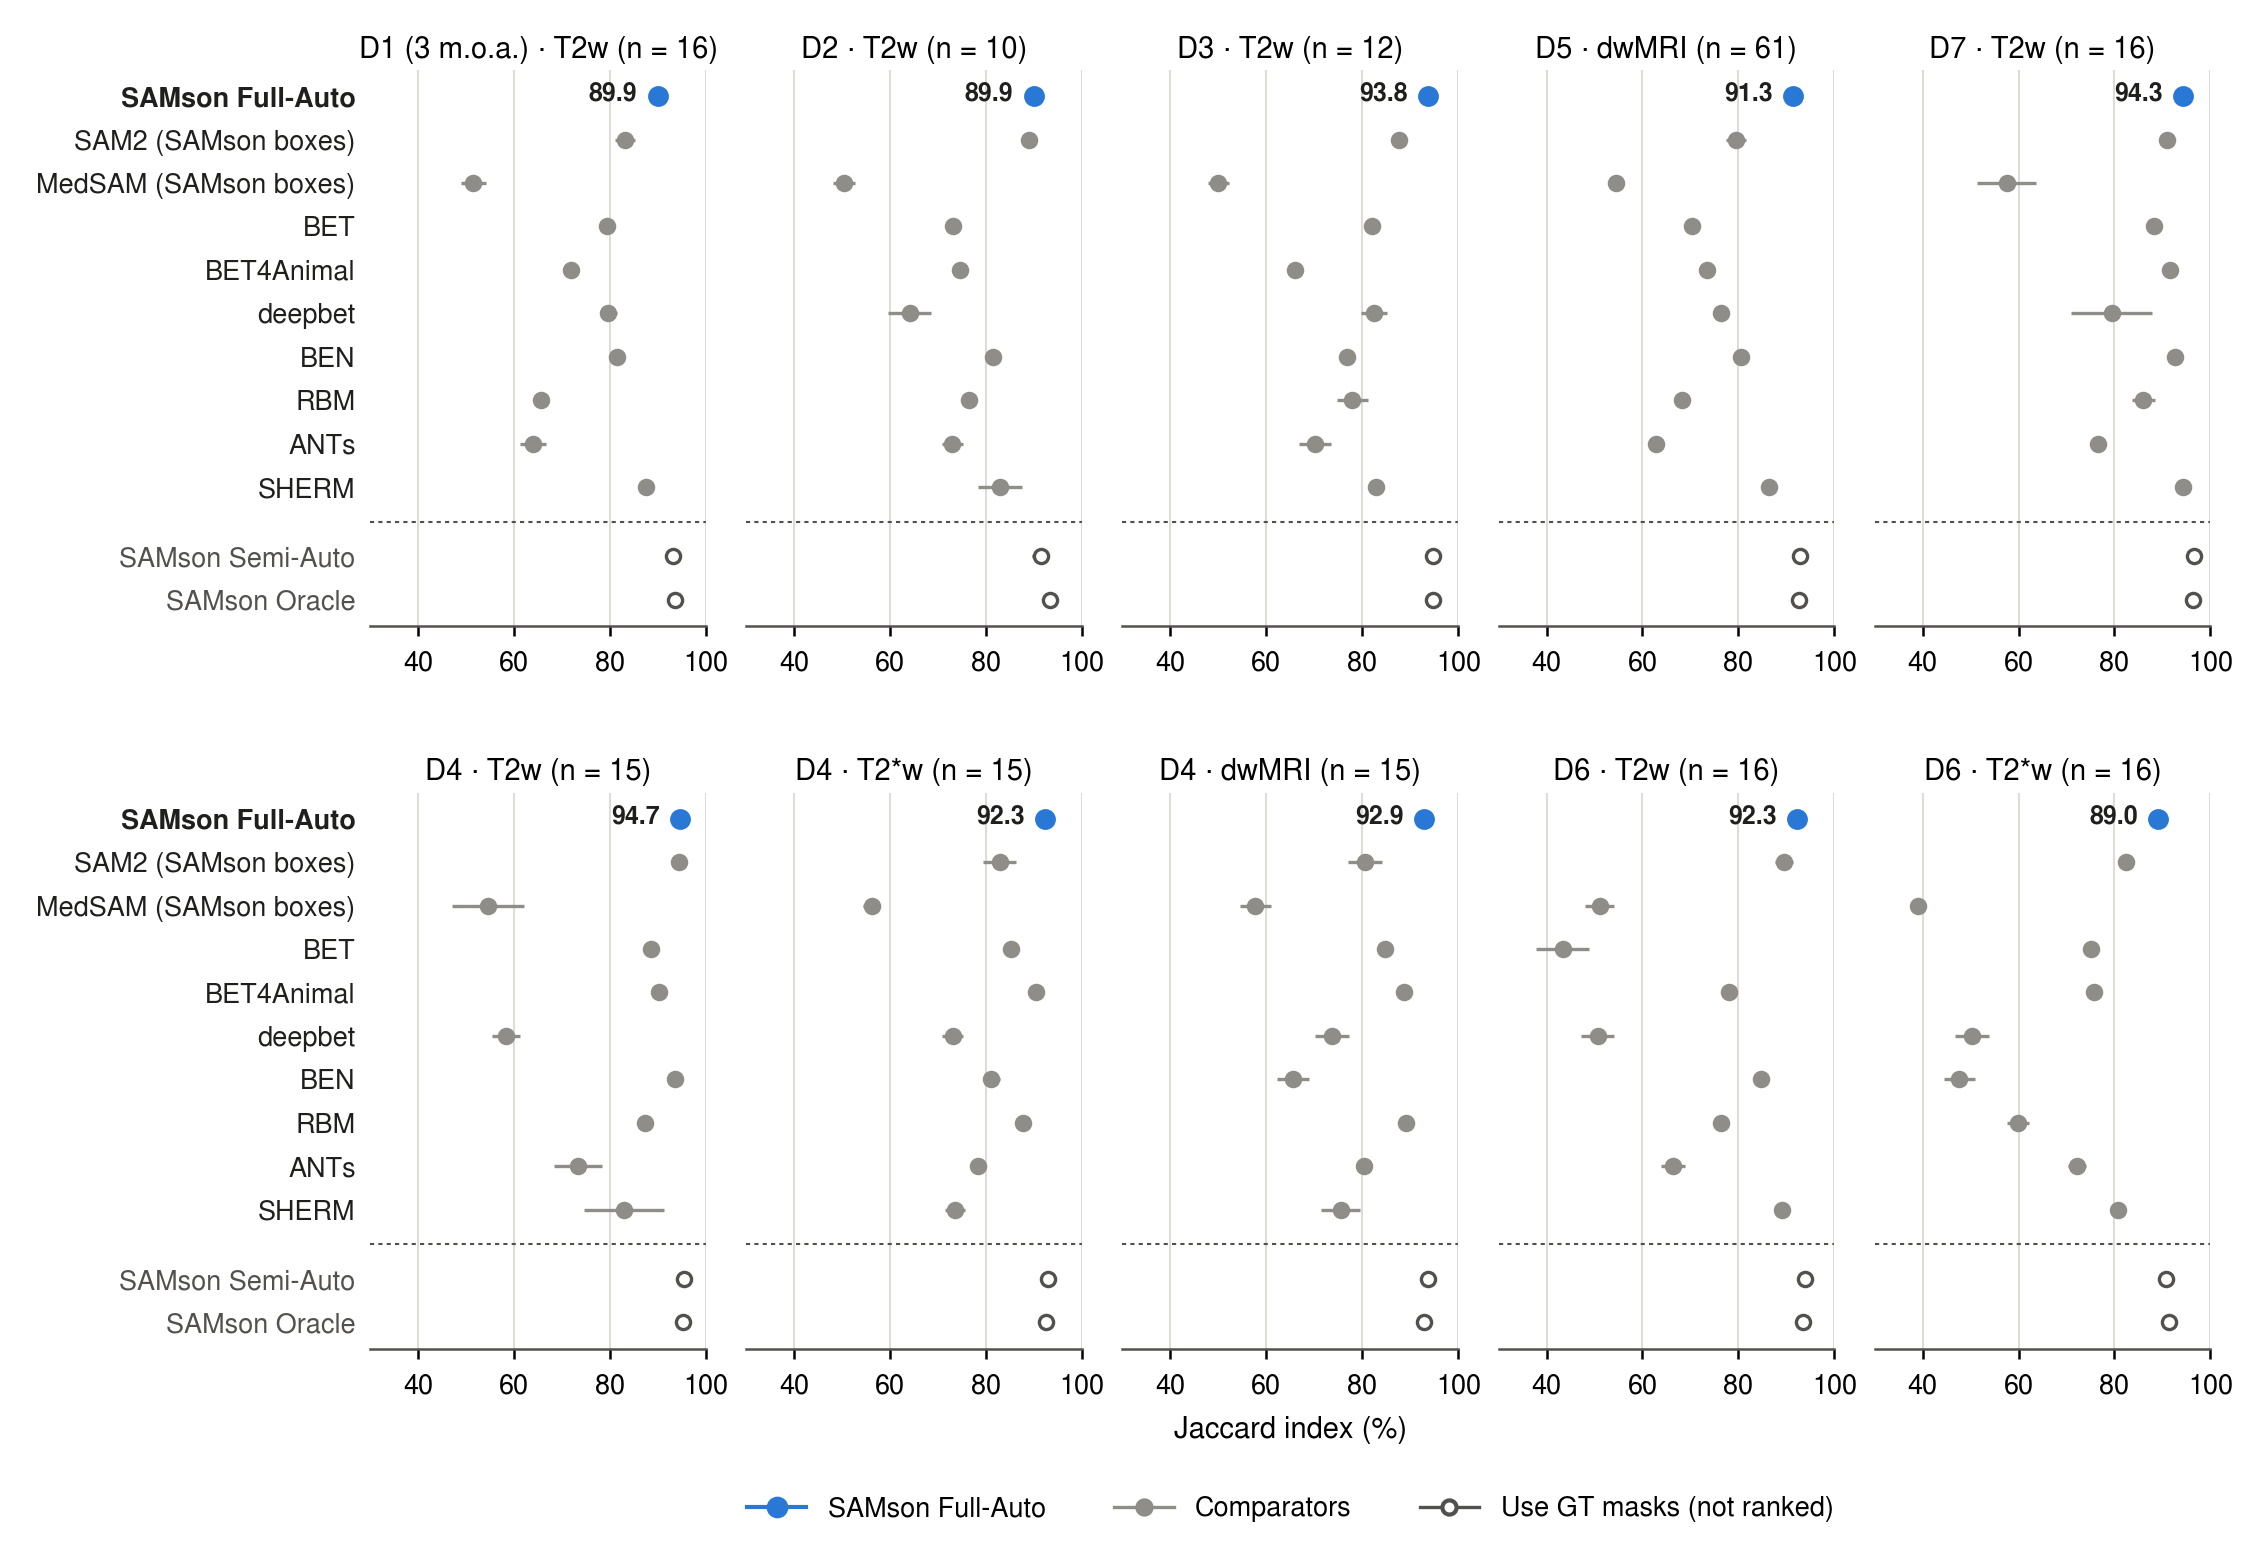 D1 (3 m.o.a.) · T2w (n = 16)
D2 · T2w (n = 10)
D3 · T2w (n = 12)
D5 · dwMRI (n = 61)
D7 · T2w (n = 16)
SAMson Full-Auto
89.9
89.9
93.8
91.3
94.3
SAM2 (SAMson boxes)
MedSAM (SAMson boxes)
BET
BET4Animal
deepbet
BEN
RBM
ANTs
SHERM
SAMson Semi-Auto
SAMson Oracle
40 60 80 100
40 60 80 100
40 60 80 100
40 60 80 100
40 60 80 100
D4 · T2w (n = 15)
D4 · T2*w (n = 15)
D4 · dwMRI (n = 15)
D6 · T2w (n = 16)
D6 · T2*w (n = 16)
SAMson Full-Auto
94.7
92.3
92.9
92.3
89.0
SAM2 (SAMson boxes)
MedSAM (SAMson boxes)
BET
BET4Animal
deepbet
BEN
RBM
ANTs
SHERM
SAMson Semi-Auto
SAMson Oracle
40 60 80 100
40 60 80 100
40 60 80 100
40 60 80 100
40 60 80 100
Jaccard index (%)
SAMson Full-Auto
Comparators
Use GT masks (not ranked)